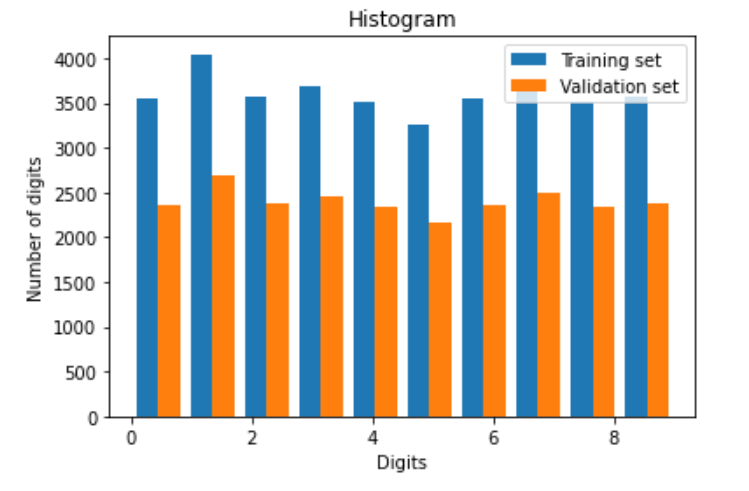 Histogram
Training set
Validation set
4000
3500
3000
2500
2000
1500
1000
500
0
Number of digits
0 2 4 6 8
Digits